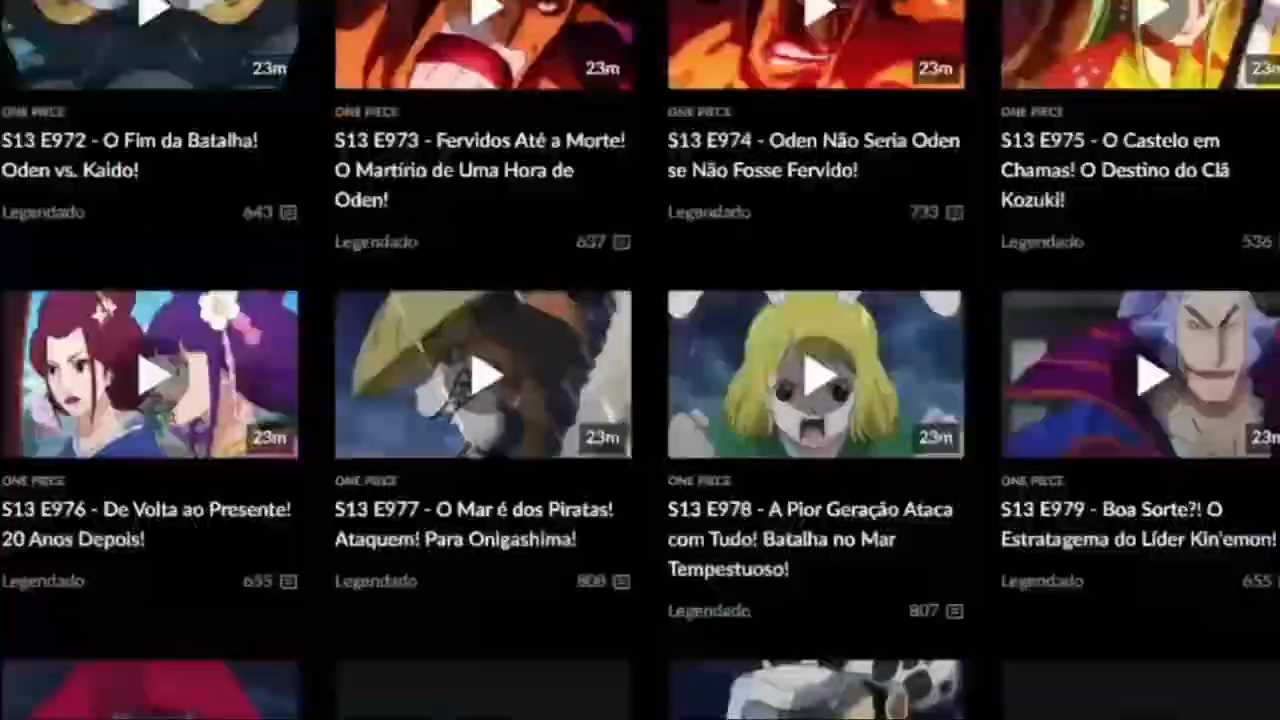 23m
23m
23m
23m
ONE PIECE
ONE PIECE
ONE PIECE
ONE PIECE
S13 E972 - O Fim da Batalha!
Oden vs. Kaido!
S13 E973 - Fervidos Até a Morte!
O Martírio de Uma Hora de
Oden!
S13 E974 - Oden Não Seria Oden
se Não Fosse Fervido!
S13 E975 - O Castelo em
Chamas! O Destino do Clã
Kozuki!
Legendado 643
Legendado 637
Legendado 733
Legendado 536
23m
23m
23m
23m
ONE PIECE
ONE PIECE
ONE PIECE
ONE PIECE
S13 E976 - De Volta ao Presente!
20 Anos Depois!
S13 E977 - O Mar é dos Piratas!
Ataquem! Para Onigashima!
S13 E978 - A Pior Geração Ataca
com Tudo! Batalha no Mar
Tempestuoso!
S13 E979 - Boa Sorte?! O
Estratagema do Líder Kin'emon!
Legendado
Legendado
Legendado 807
Legendado 655